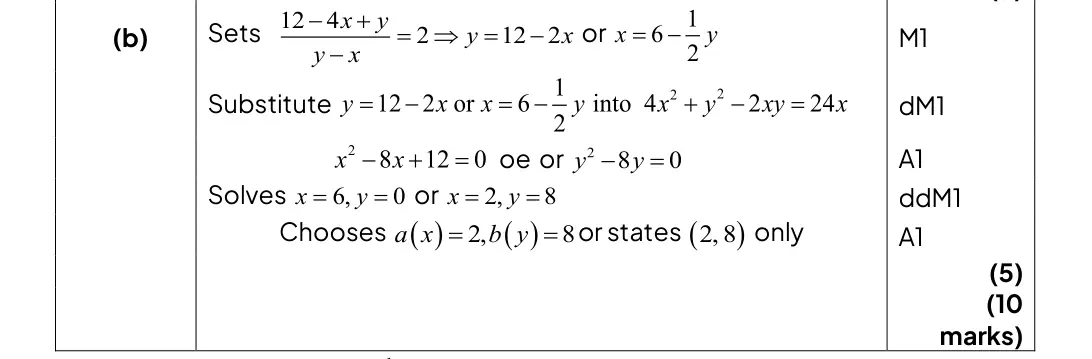 (b) Sets (12 − 4x + y)/(y − x) = 2 ⇒ y = 12 − 2x or x = 6 − 1/2 y M1
Substitute y = 12 − 2x or x = 6 − 1/2 y into 4x² + y² − 2xy = 24x dM1
x² − 8x + 12 = 0 oe or y² − 8y = 0 A1
Solves x = 6, y = 0 or x = 2, y = 8 ddM1
Chooses a(x) = 2, b(y) = 8 or states (2, 8) only A1
(5)
(10
marks)